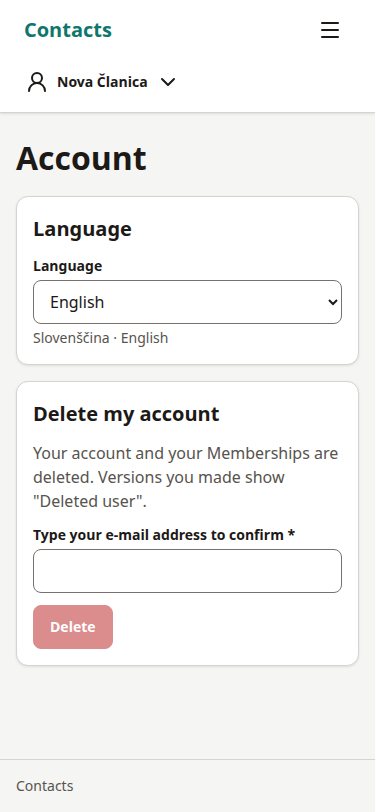 Contacts
Nova Članica
Account
Language
Language
English
Slovenščina · English
Delete my account
Your account and your Memberships are
deleted. Versions you made show
"Deleted user".
Type your e-mail address to confirm *
Delete
Contacts